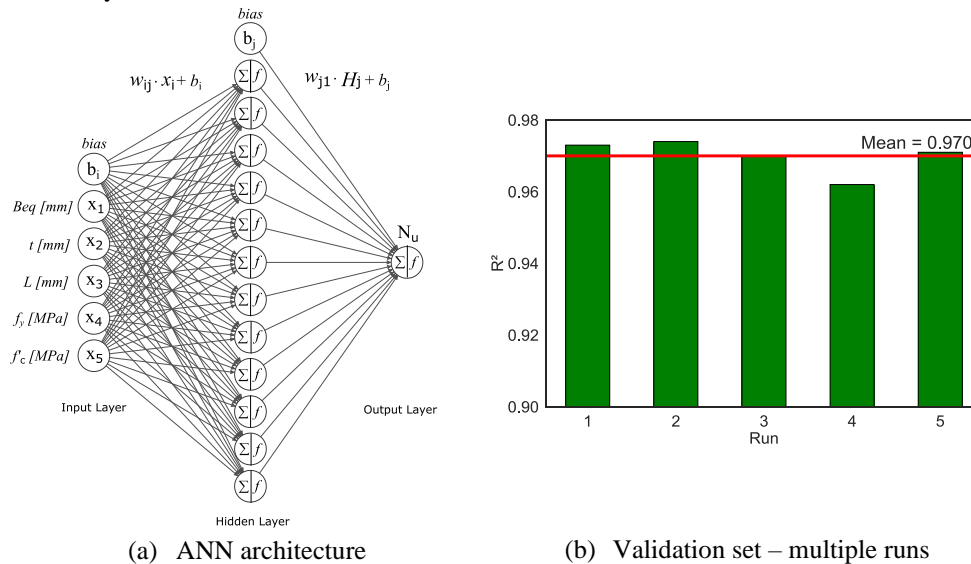 bias
b_j
w_ij · x_i + b_i
w_j1 · H_j + b_j
bias
b_i
Beq [mm] x_1
t [mm] x_2
L [mm] x_3
f_y [MPa] x_4
f'_c [MPa] x_5
Σ f
Σ f
Σ f
Σ f
Σ f
Σ f
Σ f
Σ f
Σ f
Σ f
Σ f
Σ f
N_u
Σ f
Input Layer
Output Layer
Hidden Layer
(a) ANN architecture
0.98
0.96
0.94
0.92
0.90
R²
Mean = 0.970
1 2 3 4 5
Run
(b) Validation set – multiple runs